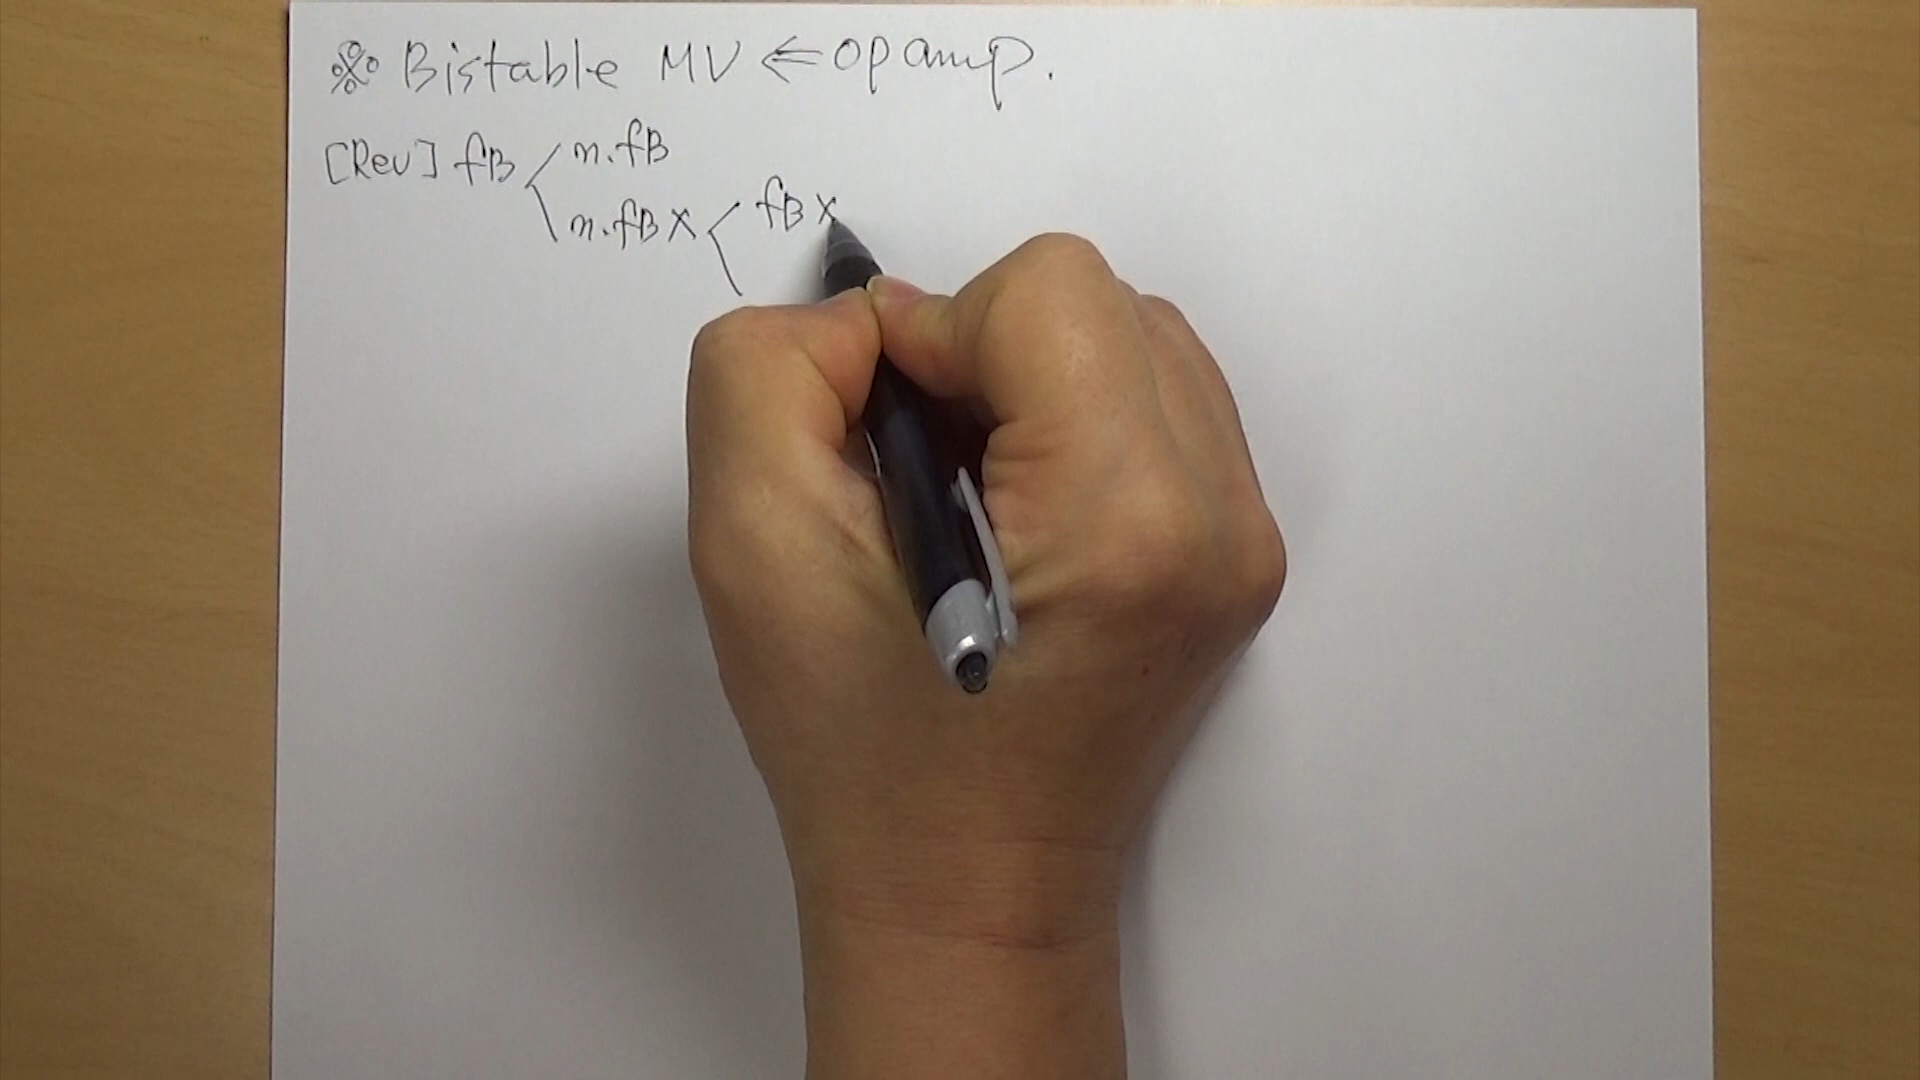 ※ Bistable MV ⇐ op amp.
[Rev] fB < n.fB
n.fB X < fB X